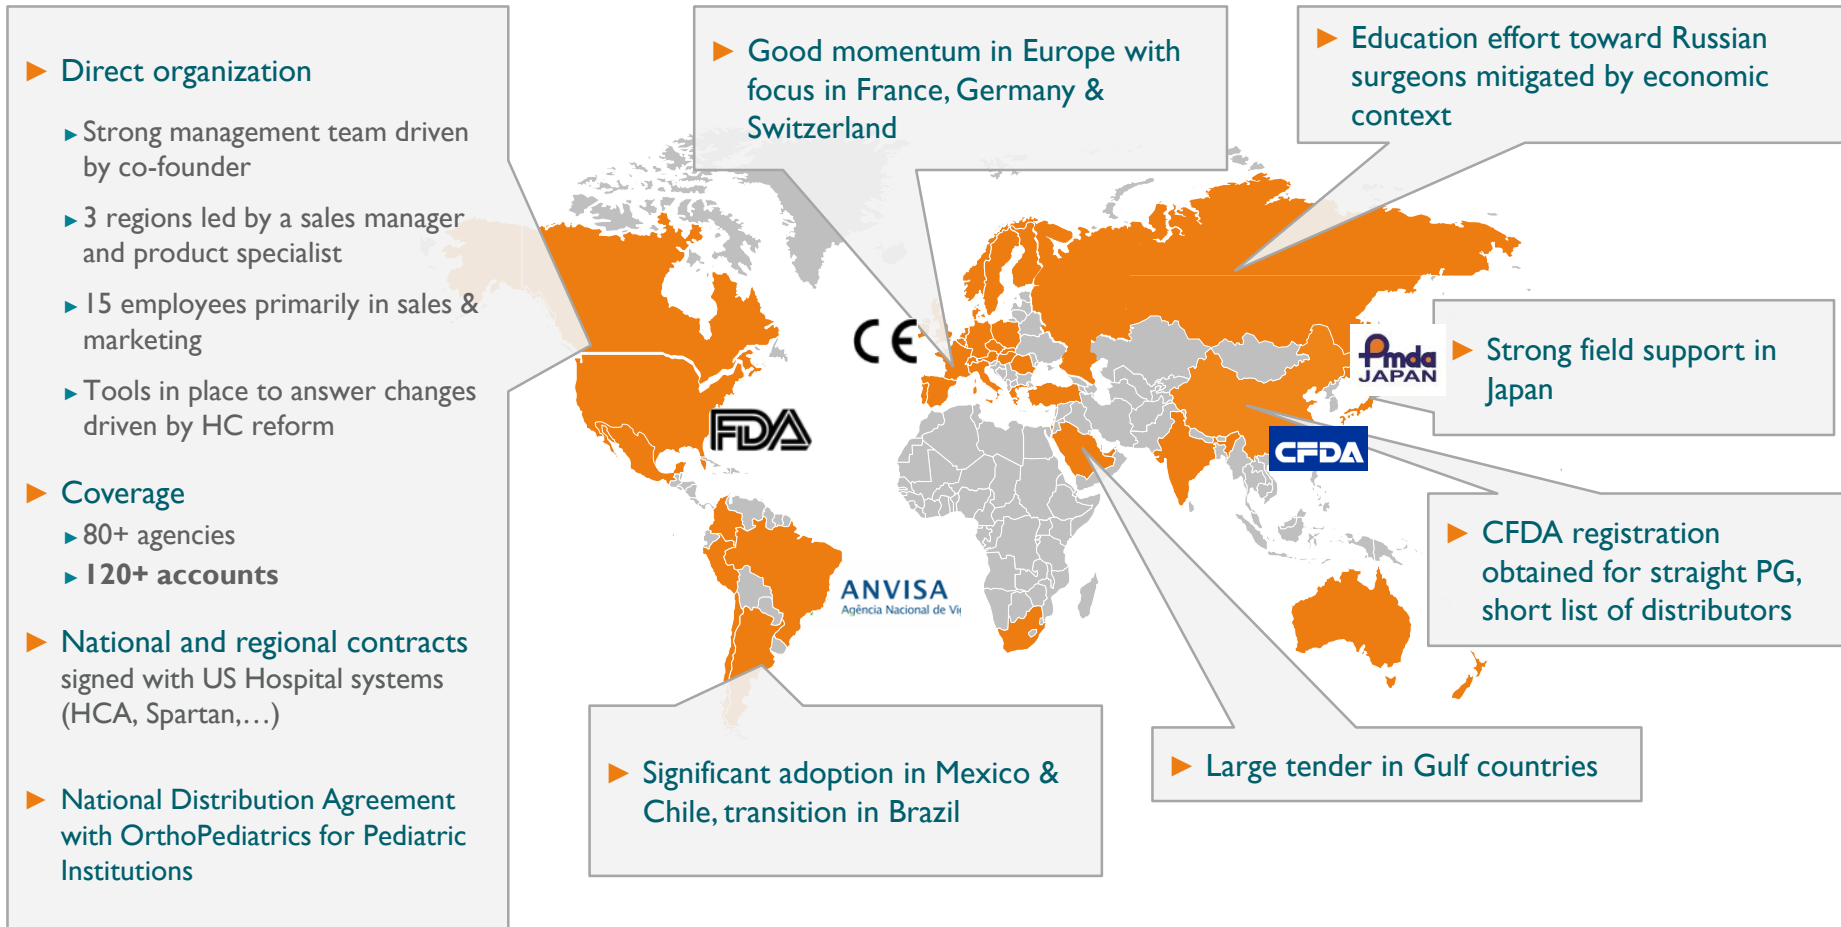 ► Direct organization
► Strong management team driven
by co-founder
► 3 regions led by a sales manager
and product specialist
► 15 employees primarily in sales &
marketing
► Tools in place to answer changes
driven by HC reform
► Coverage
► 80+ agencies
► 120+ accounts
► National and regional contracts
signed with US Hospital systems
(HCA, Spartan,…)
► National Distribution Agreement
with OrthoPediatrics for Pediatric
Institutions
► Good momentum in Europe with
focus in France, Germany &
Switzerland
► Education effort toward Russian
surgeons mitigated by economic
context
CE
FDA
Pmda
JAPAN
► Strong field support in
Japan
CFDA
► CFDA registration
obtained for straight PG,
short list of distributors
ANVISA
Agência Nacional de Vi
► Significant adoption in Mexico &
Chile, transition in Brazil
► Large tender in Gulf countries